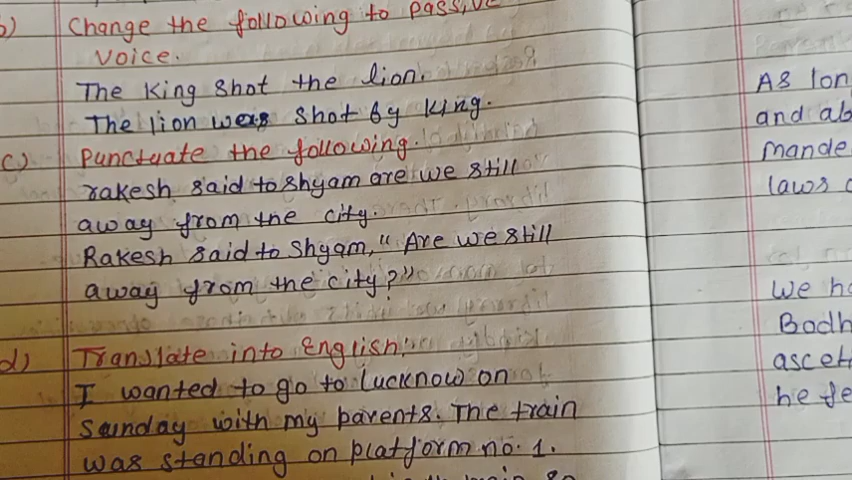 b) Change the following to passive
voice.
The King shot the lion.
The lion was shot by King.
c) Punctuate the following.
rakesh said to shyam are we still
away from the city.
Rakesh said to Shyam, "Are we still
away from the city?"
d) Translate into English:
I wanted to go to Lucknow on
Sunday with my parents. The train
was standing on platform no. 1.
As lon
and ab
mande
laws
we h
Bodh
ascet
he fe